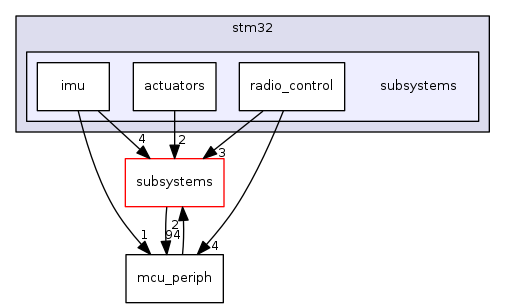 stm32
imu
actuators
radio_control
subsystems
4
2
3
subsystems
1
2
94
4
mcu_periph